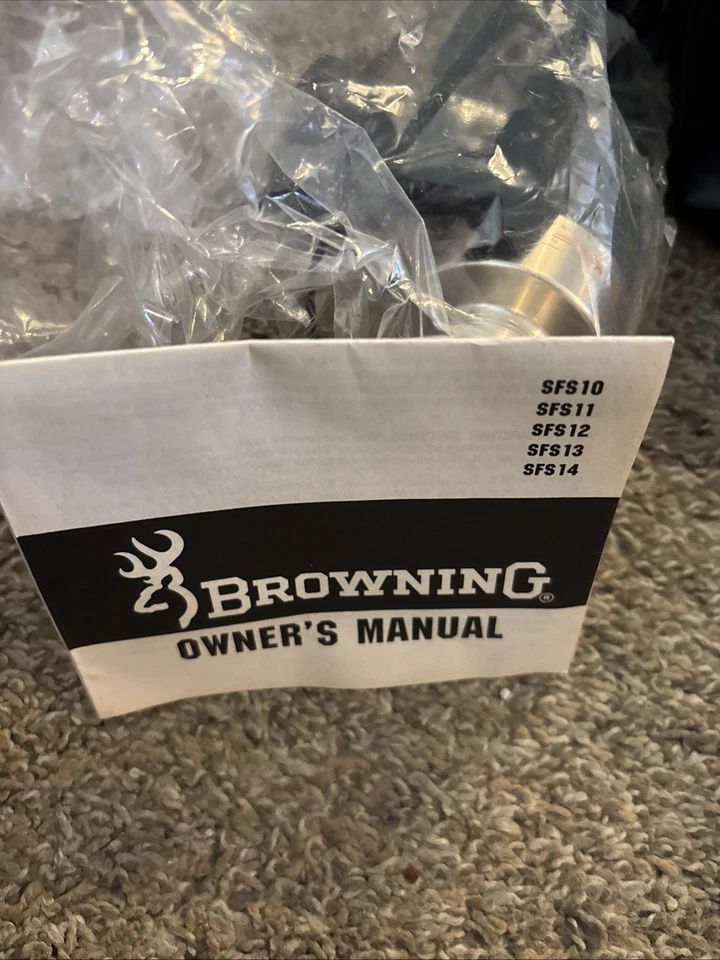 SFS10
SFS11
SFS12
SFS13
SFS14
BROWNING®
OWNER'S MANUAL